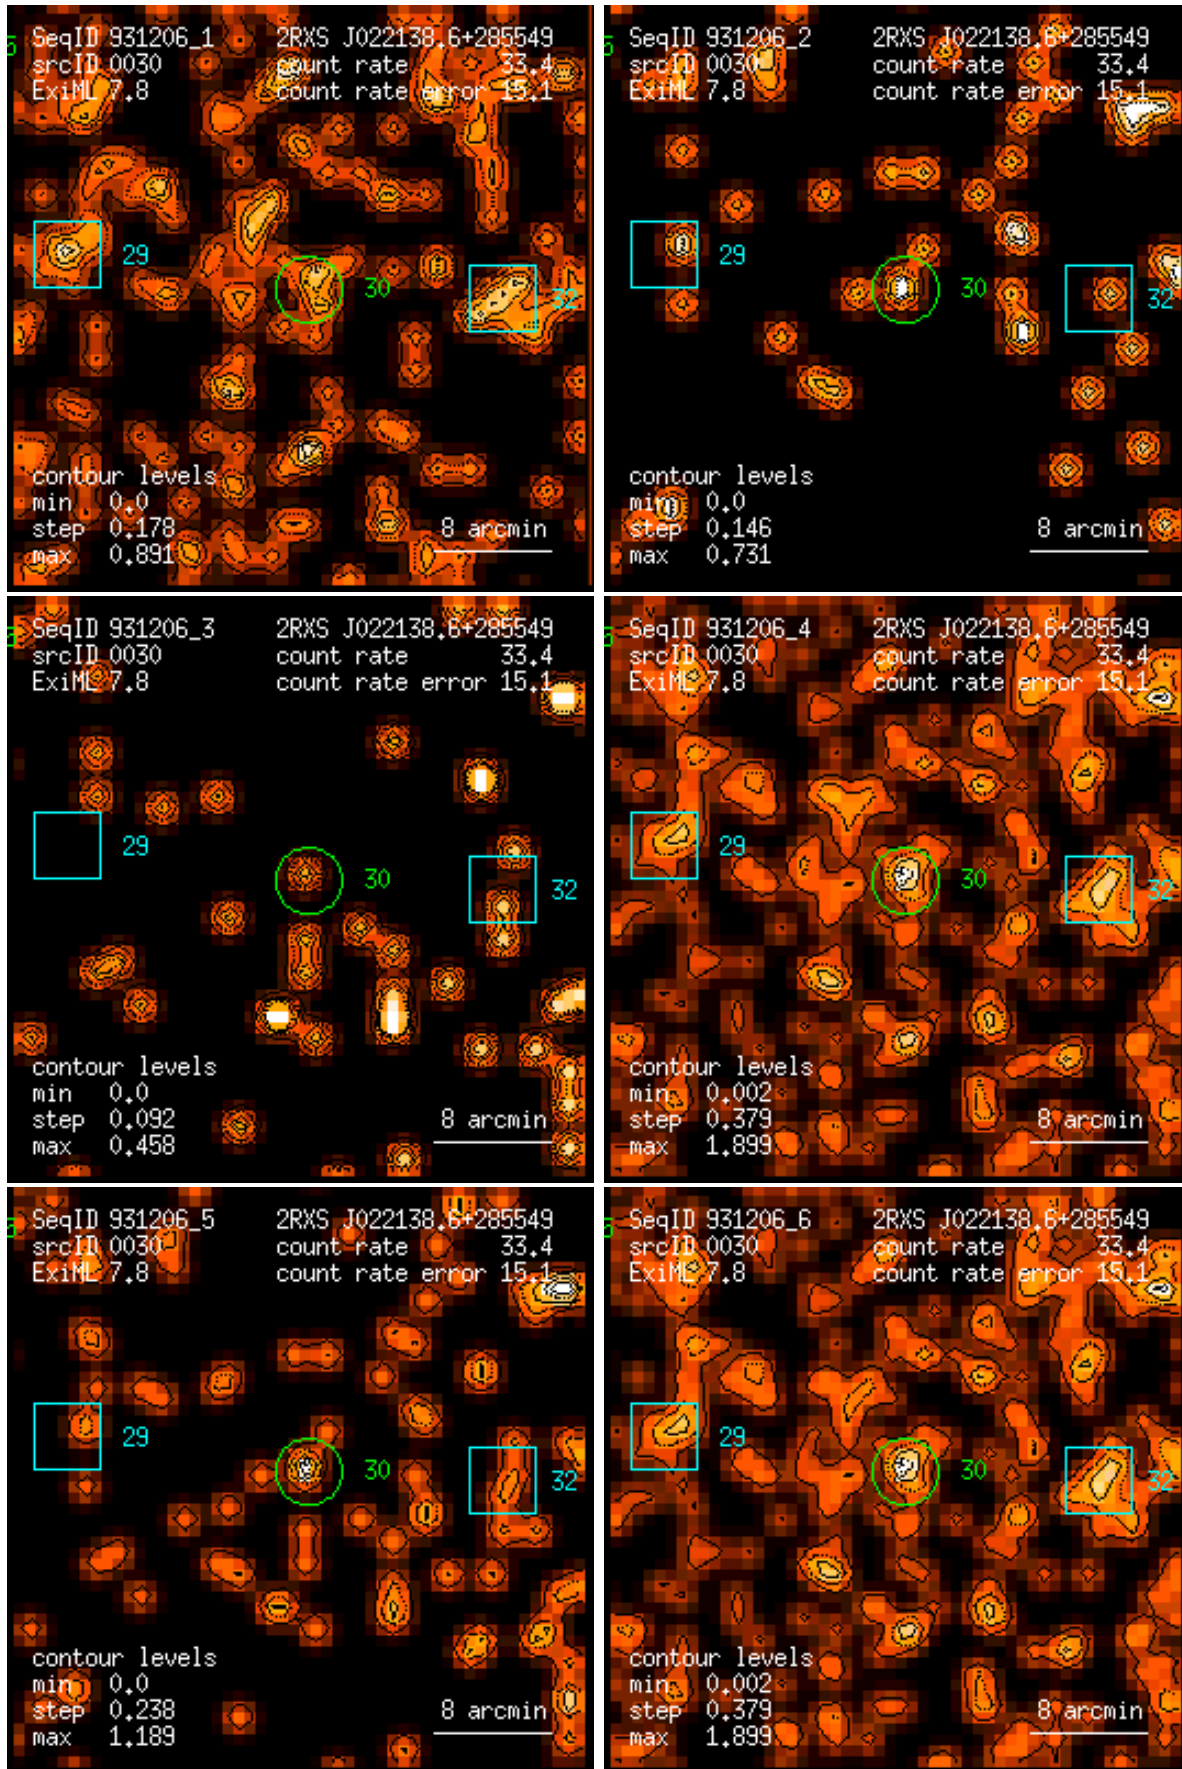 SeqID 931206_1 2RXS J022138.6+285549
srcID 0030 count rate 33.4
ExiML 7.8 count rate error 15.1
29
30
32
contour levels
min 0.0
step 0.178 8 arcmin
max 0.891
SeqID 931206_2 2RXS J022138.6+285549
srcID 0030 count rate 33.4
ExiML 7.8 count rate error 15.1
29
30
32
contour levels
min 0.0
step 0.146 8 arcmin
max 0.731
SeqID 931206_3 2RXS J022138.6+285549
srcID 0030 count rate 33.4
ExiML 7.8 count rate error 15.1
29
30
32
contour levels
min 0.0
step 0.092 8 arcmin
max 0.458
SeqID 931206_4 2RXS J022138.6+285549
srcID 0030 count rate 33.4
ExiML 7.8 count rate error 15.1
29
30
32
contour levels
min 0.002
step 0.379 8 arcmin
max 1.899
SeqID 931206_5 2RXS J022138.6+285549
srcID 0030 count rate 33.4
ExiML 7.8 count rate error 15.1
29
30
32
contour levels
min 0.0
step 0.238 8 arcmin
max 1.189
SeqID 931206_6 2RXS J022138.6+285549
srcID 0030 count rate 33.4
ExiML 7.8 count rate error 15.1
29
30
32
contour levels
min 0.002
step 0.379 8 arcmin
max 1.899